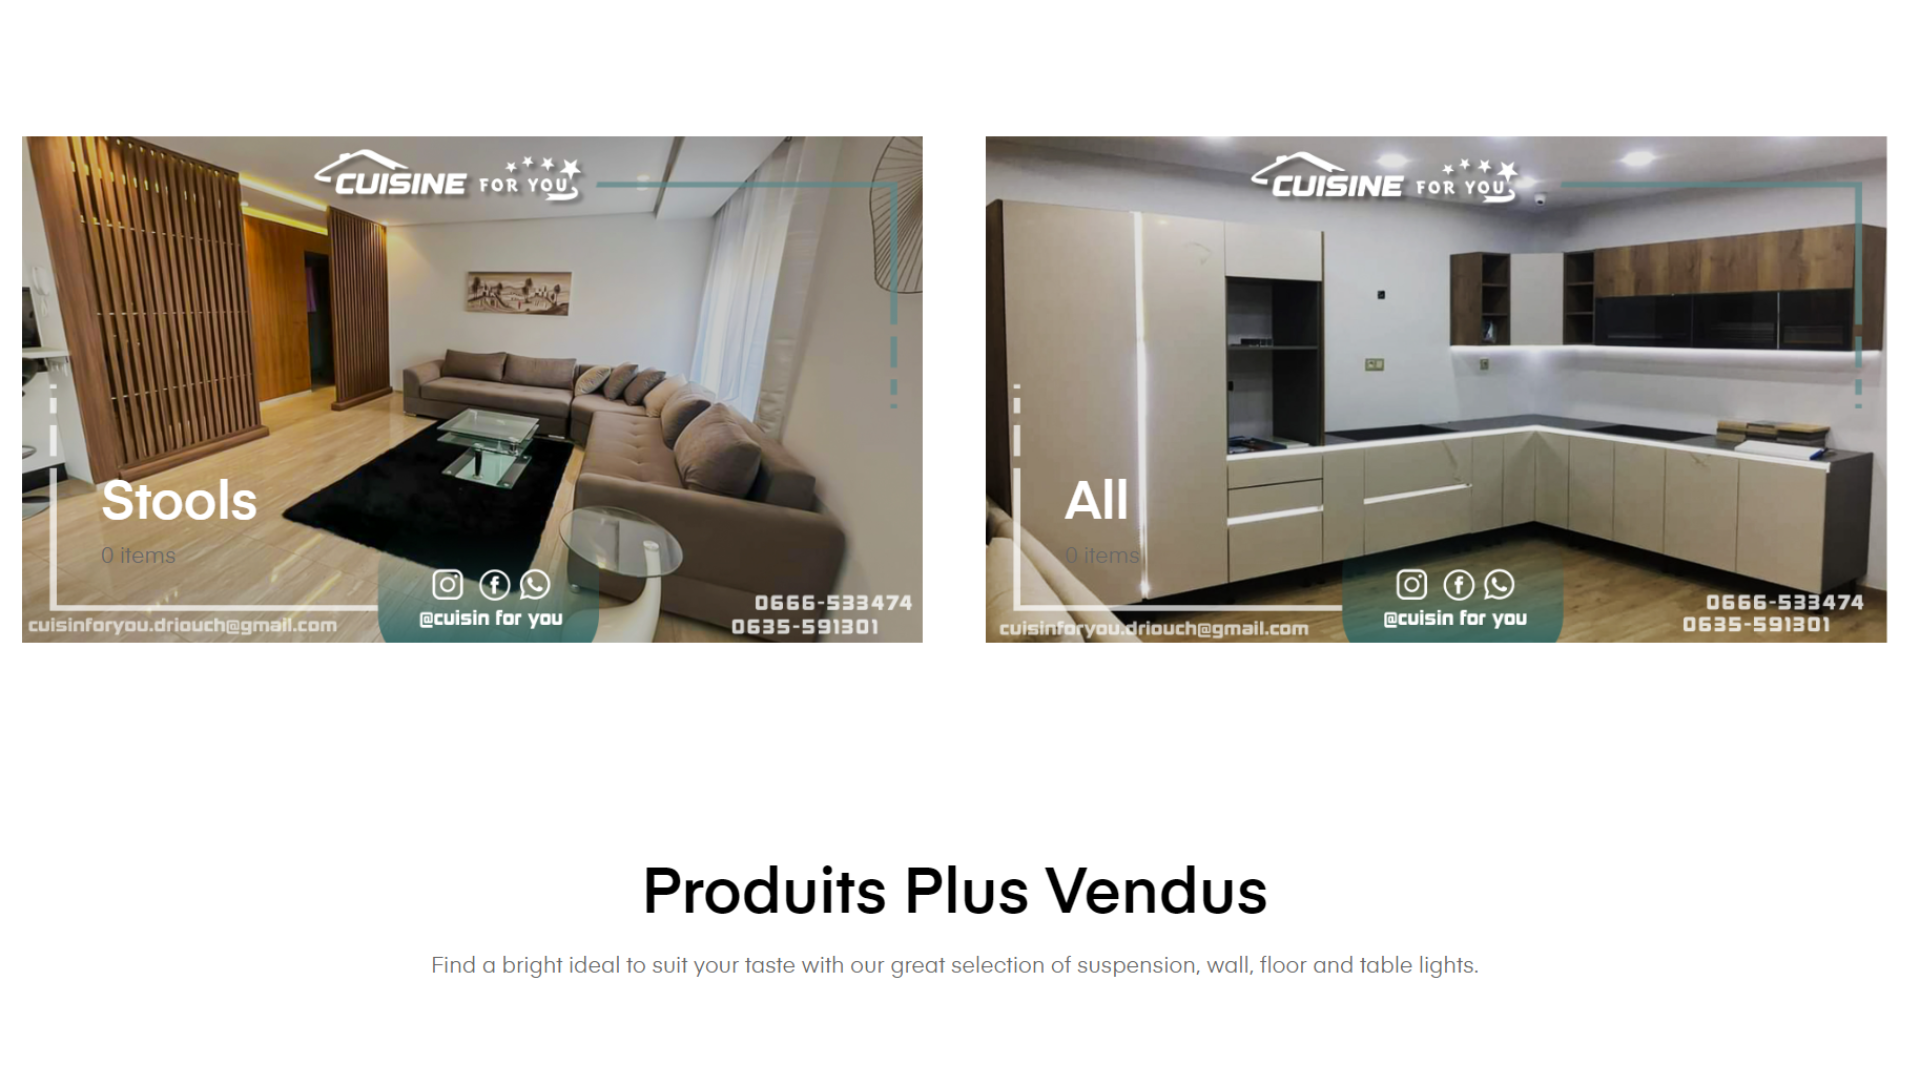 CUISINE FOR YOU
Stools
0 items
@cuisin for you
cuisinforyou.driouch@gmail.com
0666-533474
0635-591301
CUISINE FOR YOU
All
0 items
@cuisin for you
cuisinforyou.driouch@gmail.com
0666-533474
0635-591301
Produits Plus Vendus
Find a bright ideal to suit your taste with our great selection of suspension, wall, floor and table lights.